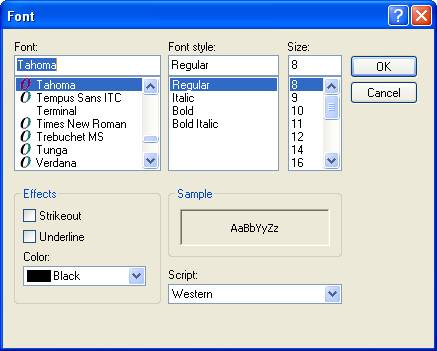 Font
Font:
Font style:
Size:
Tahoma
Regular
8
OK
Cancel
Tahoma
Tempus Sans ITC
Terminal
Times New Roman
Trebuchet MS
Tunga
Verdana
Regular
Italic
Bold
Bold Italic
8
9
10
11
12
14
16
Effects
Strikeout
Underline
Color:
Black
Sample
AaBbYyZz
Script:
Western